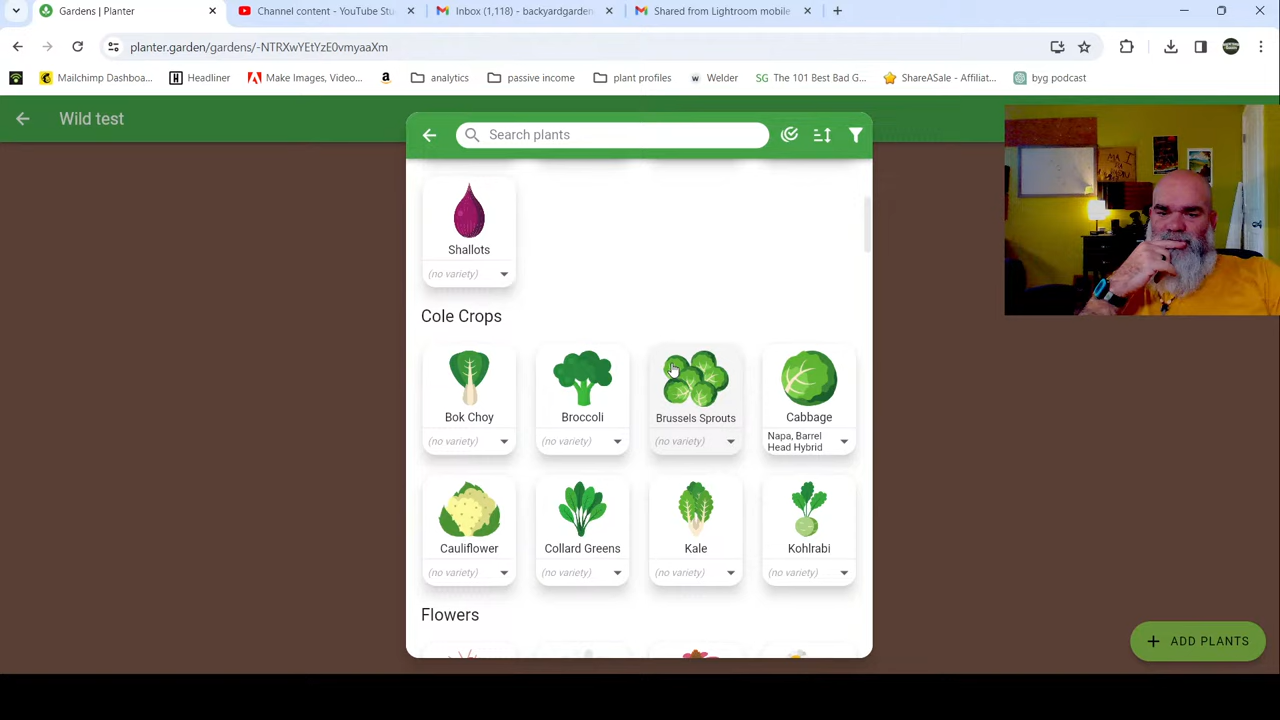 Gardens | Planter
Channel content - YouTube Stu
Inbox (1,118) - backyardgarden
Shared from Lightroom mobile
planter.garden/gardens/-NTRXwYEtYzE0vmyaaXm
Mailchimp Dashboa...
Headliner
Make Images, Video...
analytics
passive income
plant profiles
Welder
SG The 101 Best Bad G...
ShareASale - Affiliat...
byg podcast
Wild test
Search plants
Shallots
(no variety)
Cole Crops
Bok Choy
Broccoli
Brussels Sprouts
Cabbage
(no variety)
(no variety)
(no variety)
Napa, Barrel
Head Hybrid
Cauliflower
Collard Greens
Kale
Kohlrabi
(no variety)
(no variety)
(no variety)
(no variety)
Flowers
+ ADD PLANTS